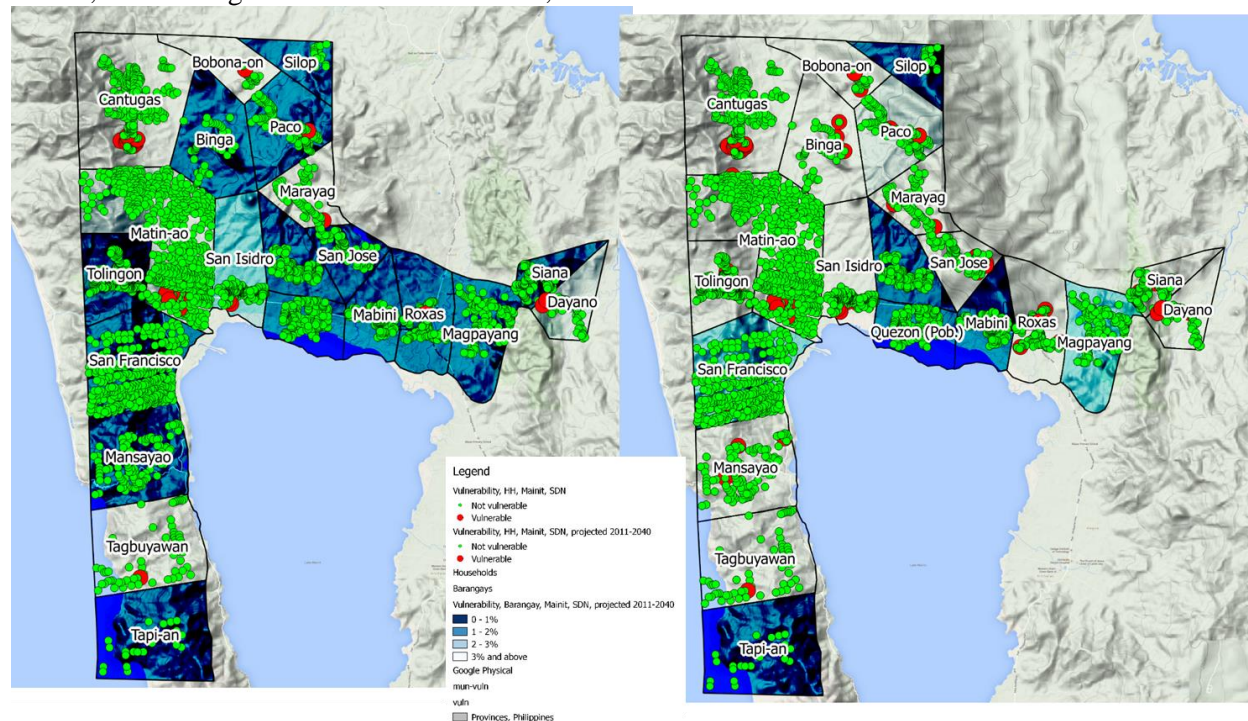 Bobona-on
Silop
Cantugas
Paco
Binga
Marayag
Matin-ao
San Isidro
San Jose
Tolingon
Siana
Dayano
Mabini
Roxas
Magpayang
San Francisco
Mansayao
Tagbuyawan
Tapi-an
Bobona-on
Silop
Cantugas
Paco
Binga
Marayag
Matin-ao
San Isidro
San Jose
Tolingon
Siana
Dayano
Quezon (Pob.)
Mabini
Roxas
Magpayang
San Francisco
Mansayao
Tagbuyawan
Tapi-an
Legend
Vulnerability, HH, Mainit, SDN
Not vulnerable
Vulnerable
Vulnerability, HH, Mainit, SDN, projected 2011-2040
Not vulnerable
Vulnerable
Households
Barangays
Vulnerability, Barangay, Mainit, SDN, projected 2011-2040
0 - 1%
1 - 2%
2 - 3%
3% and above
Google Physical
mun-vuln
vuln
Provinces, Philippines